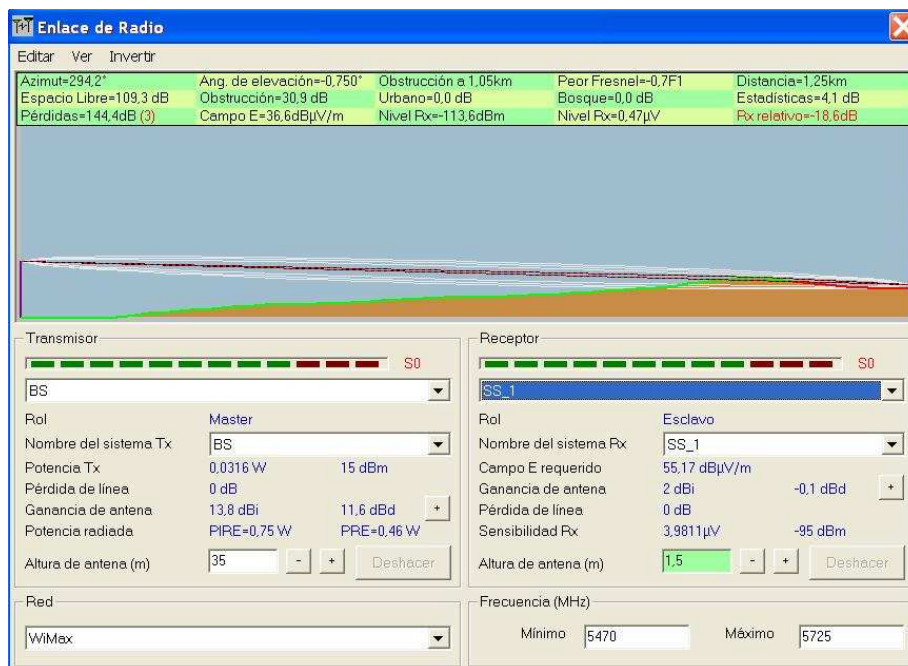 Enlace de Radio
Editar Ver Invertir
Azimut=294,2° Ang. de elevación=-0,750° Obstrucción a 1,05km Peor Fresnel=-0,7F1 Distancia=1,25km
Espacio Libre=109,3 dB Obstrucción=30,9 dB Urbano=0,0 dB Bosque=0,0 dB Estadísticas=4,1 dB
Pérdidas=144,4dB (3) Campo E=36,6dBµV/m Nivel Rx=-113,6dBm Nivel Rx=0,47µV Rx relativo=-18,6dB
Transmisor
S0
BS
Rol Master
Nombre del sistema Tx BS
Potencia Tx 0,0316 W 15 dBm
Pérdida de línea 0 dB
Ganancia de antena 13,8 dBi 11,6 dBd +
Potencia radiada PIRE=0,75 W PRE=0,46 W
Altura de antena (m) 35 - + Deshacer
Red
WiMax
Receptor
S0
SS_1
Rol Esclavo
Nombre del sistema Rx SS_1
Campo E requerido 55,17 dBµV/m
Ganancia de antena 2 dBi -0,1 dBd +
Pérdida de línea 0 dB
Sensibilidad Rx 3,9811µV -95 dBm
Altura de antena (m) 1,5 - + Deshacer
Frecuencia (MHz)
Mínimo 5470 Máximo 5725